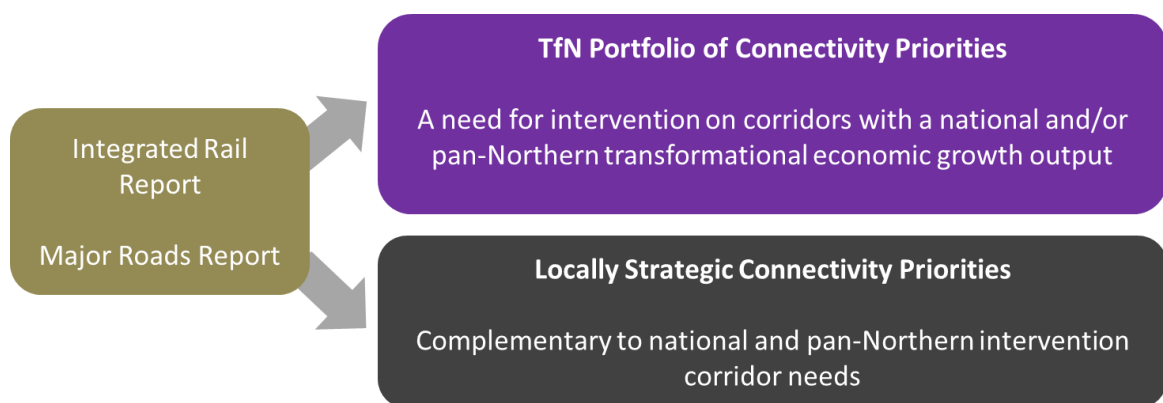 Integrated Rail
Report
Major Roads Report
TfN Portfolio of Connectivity Priorities
A need for intervention on corridors with a national and/or
pan-Northern transformational economic growth output
Locally Strategic Connectivity Priorities
Complementary to national and pan-Northern intervention
corridor needs